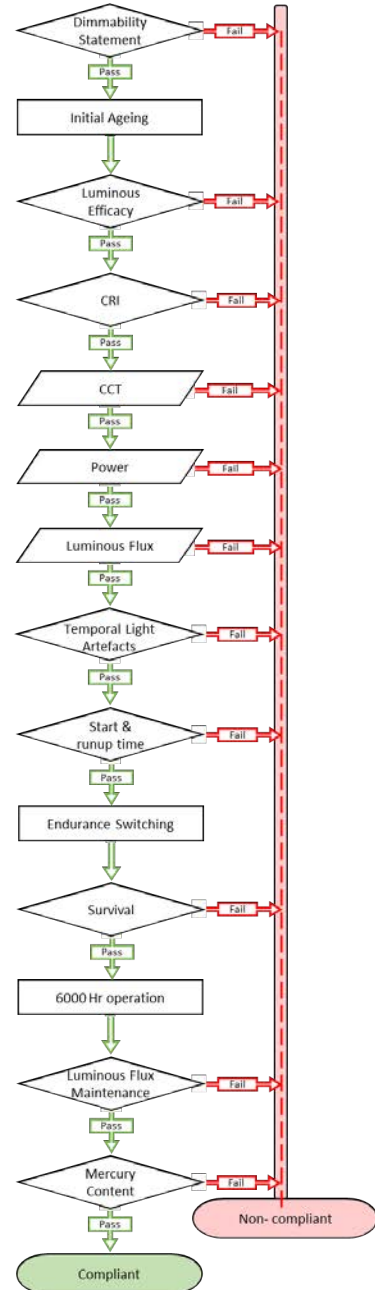 Dimmability
Statement
Fail
Pass
Initial Ageing
Luminous
Efficacy
Fail
Pass
CRI
Fail
Pass
CCT
Fail
Pass
Power
Fail
Pass
Luminous Flux
Fail
Pass
Temporal Light
Artefacts
Fail
Pass
Start &
runup time
Fail
Pass
Endurance Switching
Survival
Fail
Pass
6000 Hr operation
Luminous Flux
Maintenance
Fail
Pass
Mercury
Content
Fail
Pass
Non- compliant
Compliant